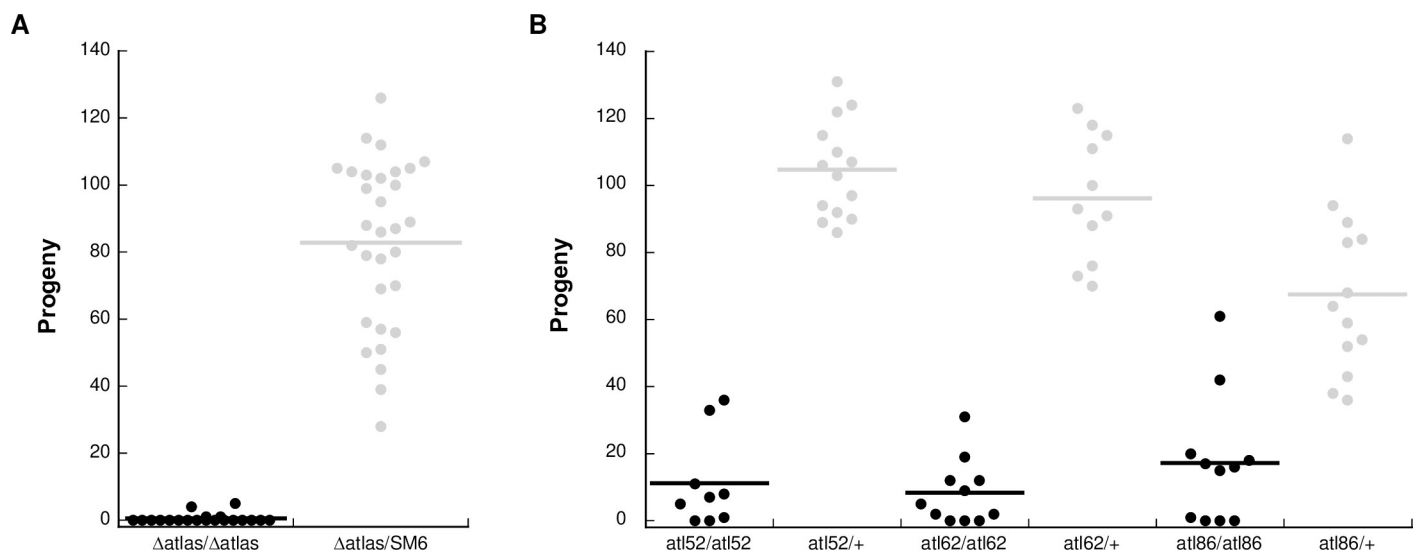 A
B
Progeny
140
120
100
80
60
40
20
0
Δatlas/Δatlas
Δatlas/SM6
Progeny
140
120
100
80
60
40
20
0
atl52/atl52
atl52/+
atl62/atl62
atl62/+
atl86/atl86
atl86/+